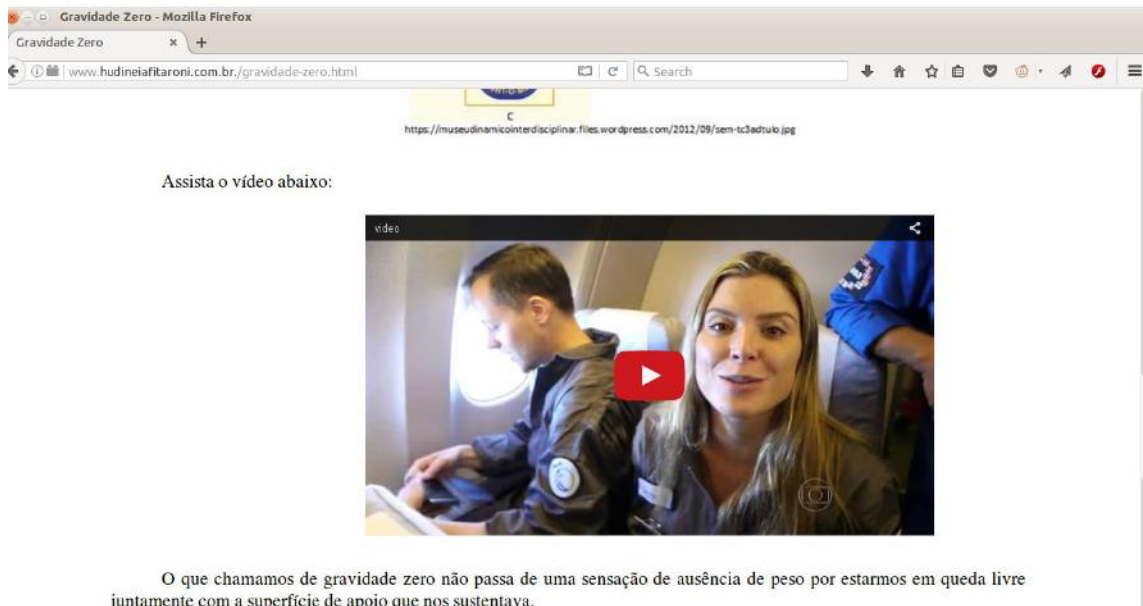 Gravidade Zero - Mozilla Firefox
Gravidade Zero
www.hudineiafitaroni.com.br./gravidade-zero.html
Search
C
https://museudinamicointerdisciplinar.files.wordpress.com/2012/09/sem-tc3adtulo.jpg
Assista o vídeo abaixo:
video
O que chamamos de gravidade zero não passa de uma sensação de ausência de peso por estarmos em queda livre
juntamente com a superfície de apoio que nos sustentava.